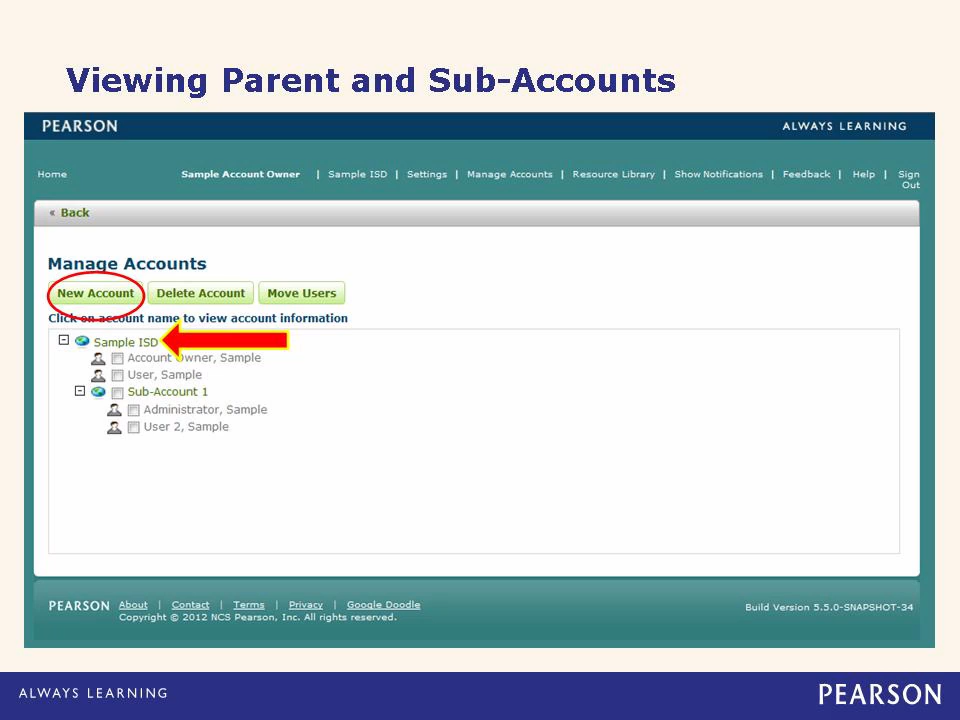 Viewing Parent and Sub-Accounts
PEARSON ALWAYS LEARNING
Home Sample Account Owner | Sample ISD | Settings | Manage Accounts | Resource Library | Show Notifications | Feedback | Help | Sign Out
« Back
Manage Accounts
New Account Delete Account Move Users
Click on account name to view account information
Sample ISD
Account Owner, Sample
User, Sample
Sub-Account 1
Administrator, Sample
User 2, Sample
PEARSON About | Contact | Terms | Privacy | Google Doodle
Copyright © 2012 NCS Pearson, Inc. All rights reserved.
Build Version 5.5.0-SNAPSHOT-34
ALWAYS LEARNING PEARSON